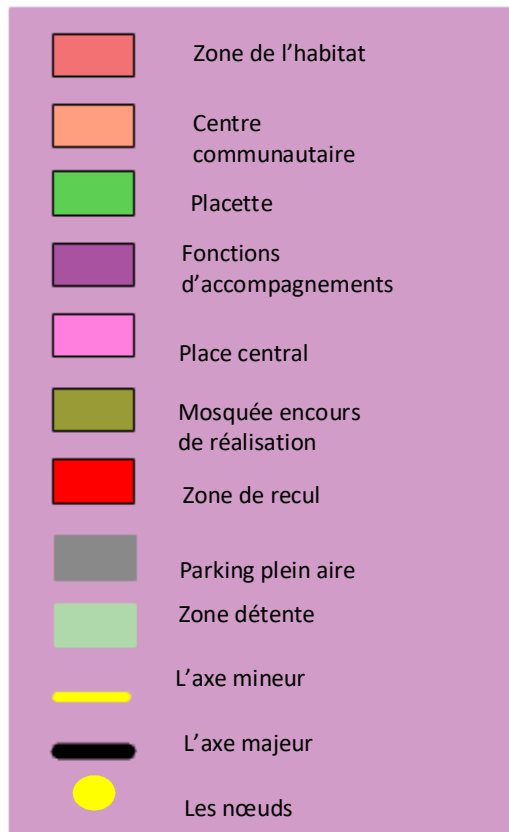 Zone de l’habitat
Centre
communautaire
Placette
Fonctions
d’accompagnements
Place central
Mosquée encours
de réalisation
Zone de recul
Parking plein aire
Zone détente
L’axe mineur
L’axe majeur
Les nœuds